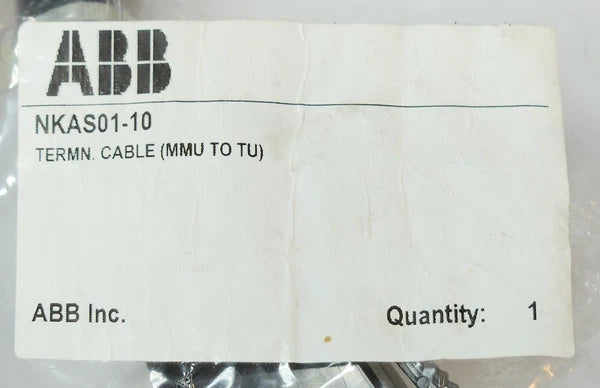 ABB
NKAS01-10
TERMN. CABLE (MMU TO TU)
ABB Inc. Quantity: 1